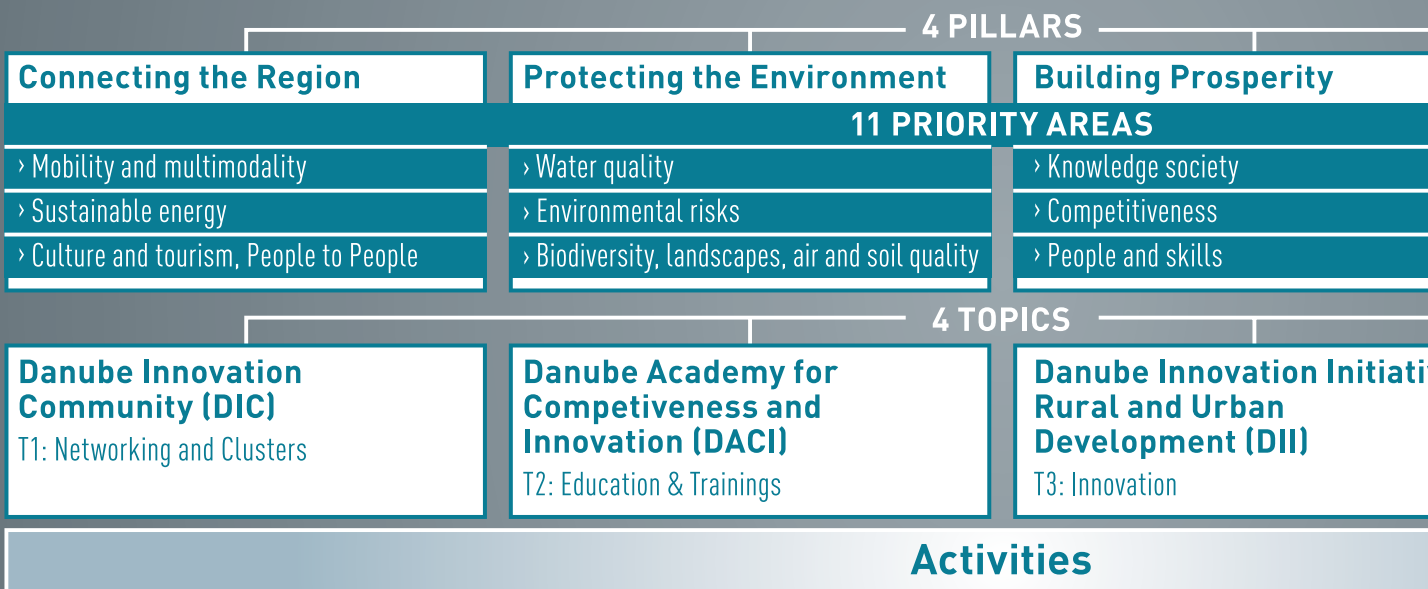 4 PILLARS
Connecting the Region
Protecting the Environment
Building Prosperity
11 PRIORITY AREAS
› Mobility and multimodality
› Water quality
› Knowledge society
› Sustainable energy
› Environmental risks
› Competitiveness
› Culture and tourism, People to People
› Biodiversity, landscapes, air and soil quality
› People and skills
4 TOPICS
Danube Innovation
Community (DIC)
T1: Networking and Clusters
Danube Academy for
Competiveness and
Innovation (DACI)
T2: Education & Trainings
Danube Innovation
Rural and Urban
Development (DII)
T3: Innovation
Activities